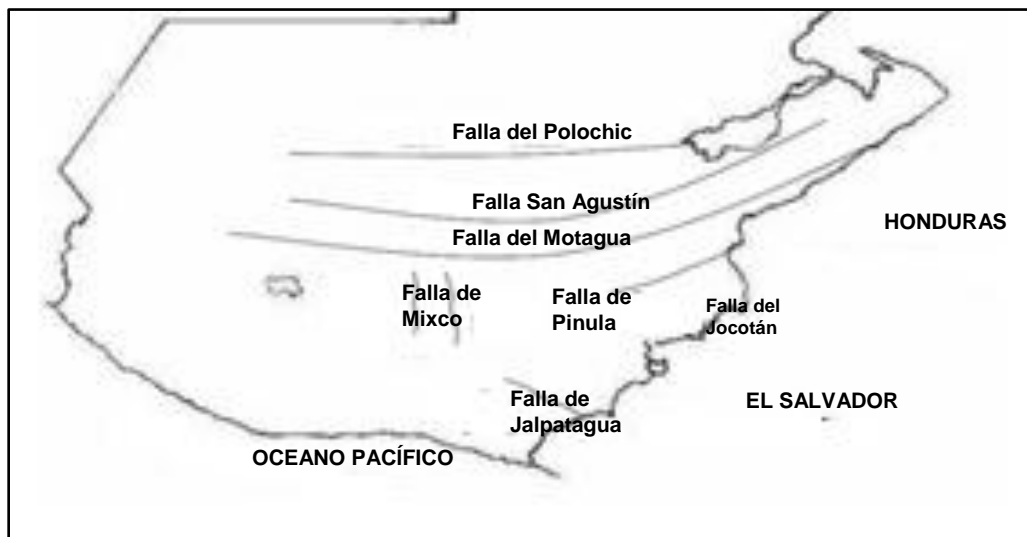 Falla del Polochic
Falla San Agustín
HONDURAS
Falla del Motagua
Falla de
Mixco
Falla de
Pinula
Falla del
Jocotán
Falla de
Jalpatagua
EL SALVADOR
OCEANO PACÍFICO